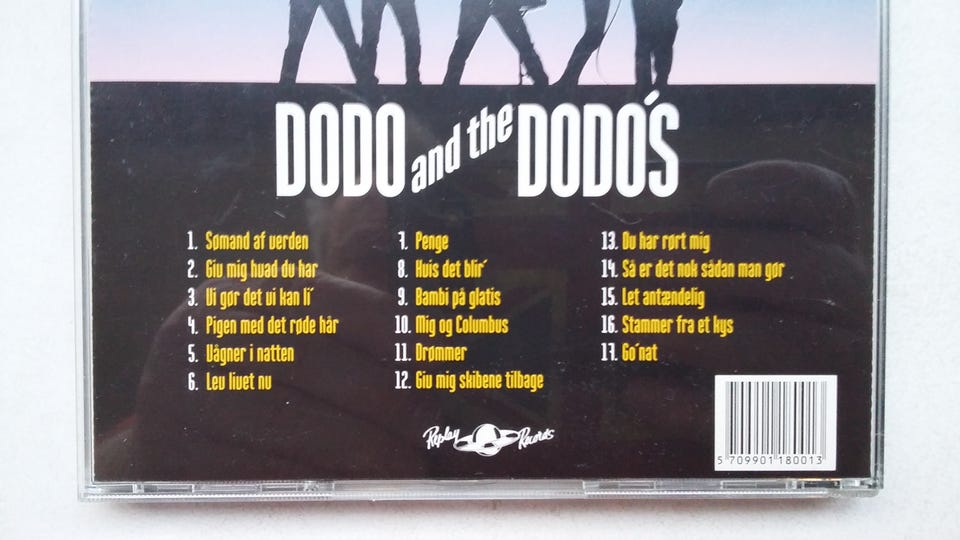 DODO and the DODO'S
1. Sømand af verden
2. Giv mig hvad du har
3. Vi gør det vi kan li'
4. Pigen med det røde hår
5. Vågner i natten
6. Lev livet nu
7. Penge
8. Hvis det blir'
9. Bambi på glatis
10. Mig og Columbus
11. Drømmer
12. Giv mig skibene tilbage
13. Du har rørt mig
14. Så er det nok sådan man gør
15. Let antændelig
16. Stammer fra et kys
17. Go'nat
Replay Records
5 709901 180013